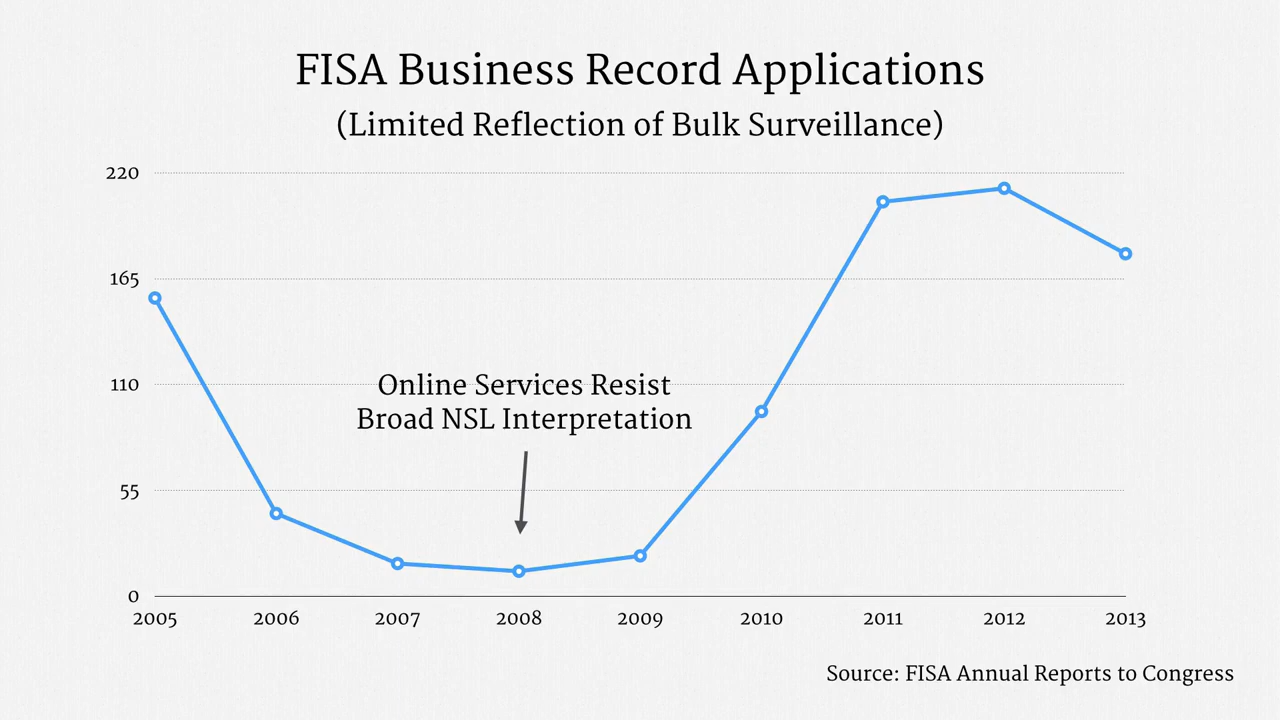 FISA Business Record Applications
(Limited Reflection of Bulk Surveillance)
220
165
110
55
0
Online Services Resist
Broad NSL Interpretation
2005 2006 2007 2008 2009 2010 2011 2012 2013
Source: FISA Annual Reports to Congress